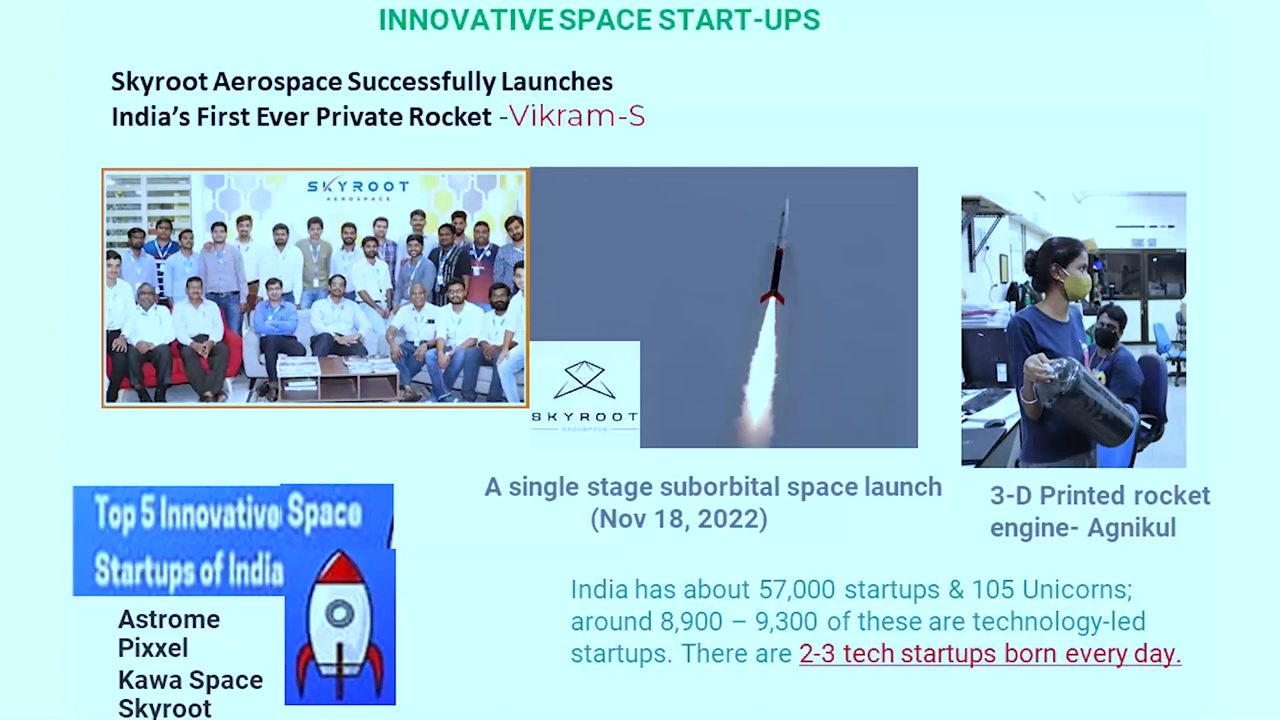 INNOVATIVE SPACE START-UPS
Skyroot Aerospace Successfully Launches
India's First Ever Private Rocket -Vikram-S
SKYROOT
AEROSPACE
SKYROOT
AEROSPACE
A single stage suborbital space launch
(Nov 18, 2022)
3-D Printed rocket
engine- Agnikul
Top 5 Innovative Space
Startups of India
Astrome
Pixxel
Kawa Space
Skyroot
India has about 57,000 startups & 105 Unicorns;
around 8,900 – 9,300 of these are technology-led
startups. There are 2-3 tech startups born every day.